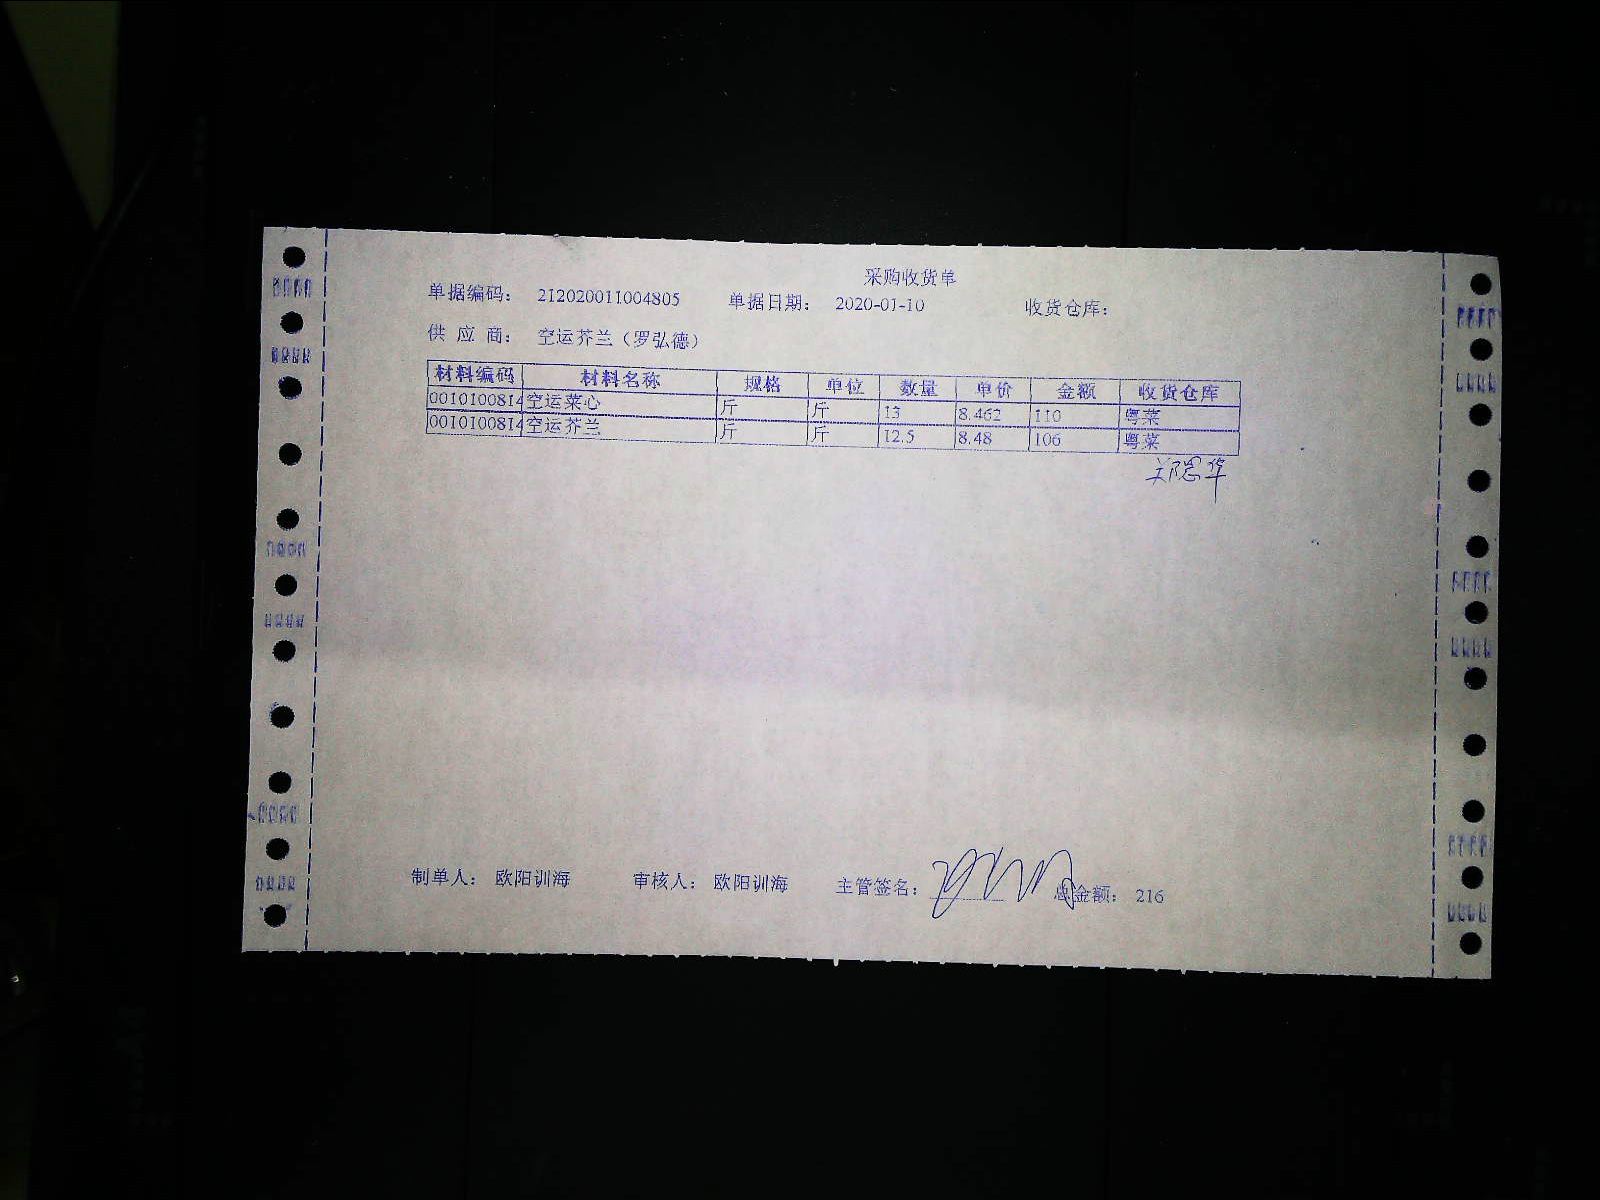 采购收货单
单据编码: 212020011004805 单据日期: 2020-01-10 收货仓库:
供 应 商: 空运芥兰（罗弘德）
材料编码 材料名称 规格 单位 数量 单价 金额 收货仓库
0010100814 空运菜心 斤 斤 13 8.462 110 粤菜
0010100814 空运芥兰 斤 斤 12.5 8.48 106 粤菜
制单人: 欧阳训海 审核人: 欧阳训海 主管签名: 总金额: 216